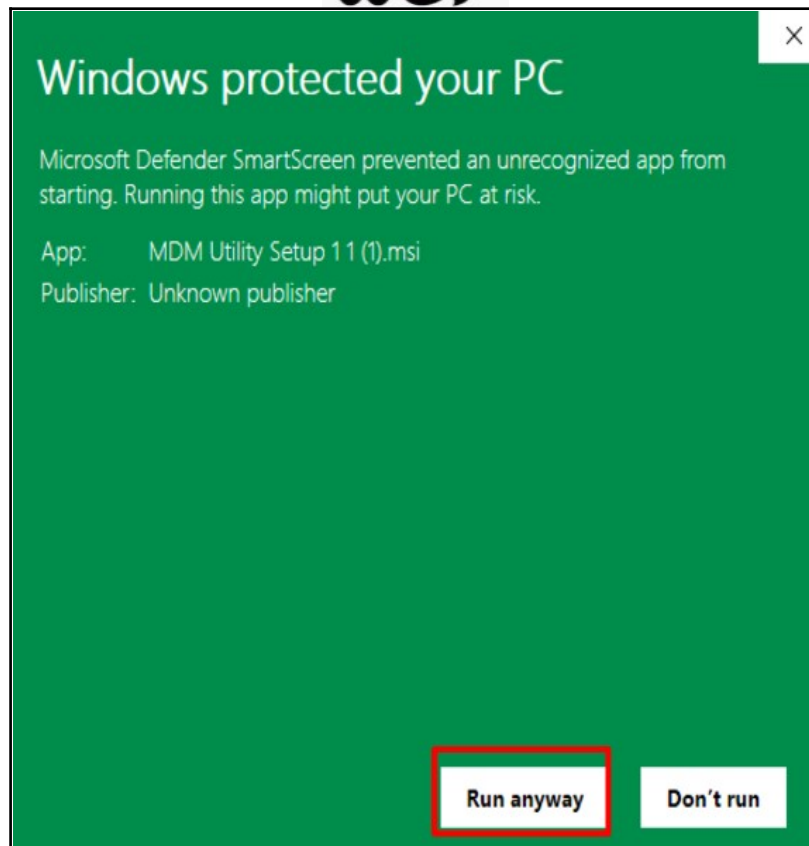 Windows protected your PC
Microsoft Defender SmartScreen prevented an unrecognized app from
starting. Running this app might put your PC at risk.
App: MDM Utility Setup 1 1 (1).msi
Publisher: Unknown publisher
Run anyway
Don't run